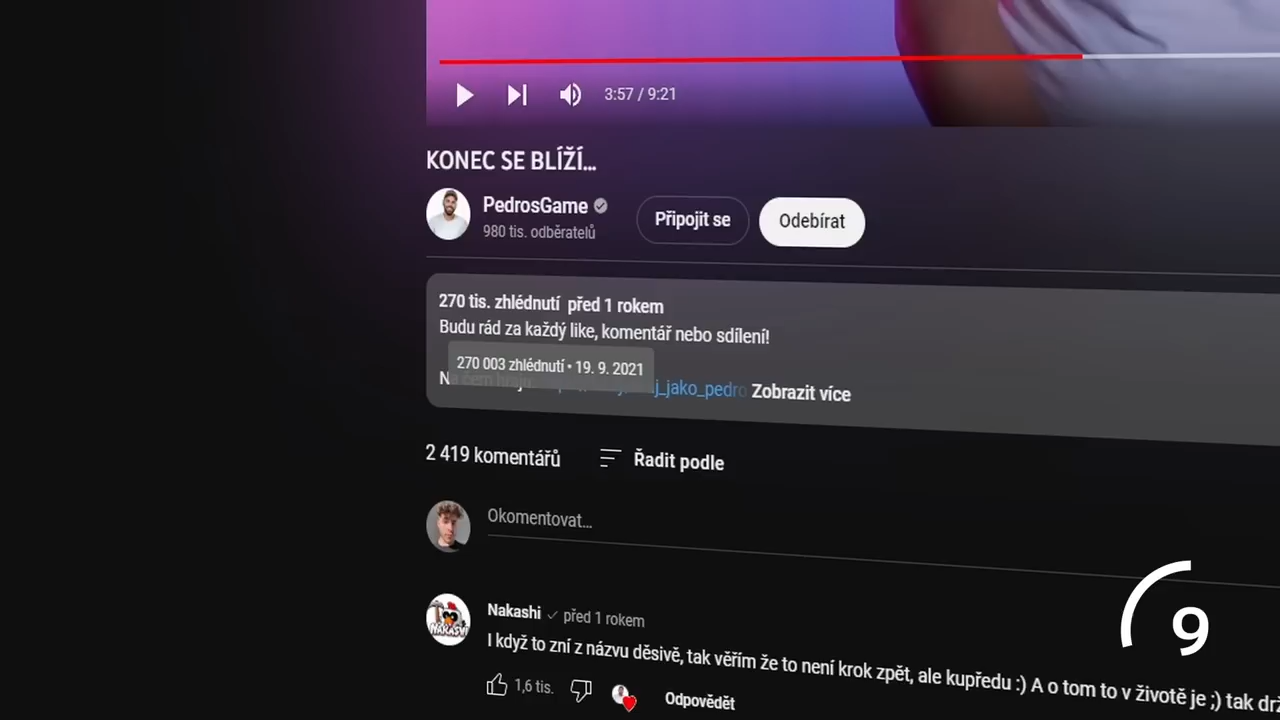 3:57 / 9:21
KONEC SE BLÍŽÍ...
PedrosGame
980 tis. odběratelů
Připojit se
Odebírat
270 tis. zhlédnutí před 1 rokem
Budu rád za každý like, komentář nebo sdílení!
270 003 zhlédnutí • 19. 9. 2021
j_jako_pedro Zobrazit více
2 419 komentářů
Řadit podle
Okomentovat...
Nakashi před 1 rokem
I když to zní z názvu děsivě, tak věřím že to není krok zpět, ale kupředu :) A o tom to v životě je ;) tak
1,6 tis.
Odpovědět
9